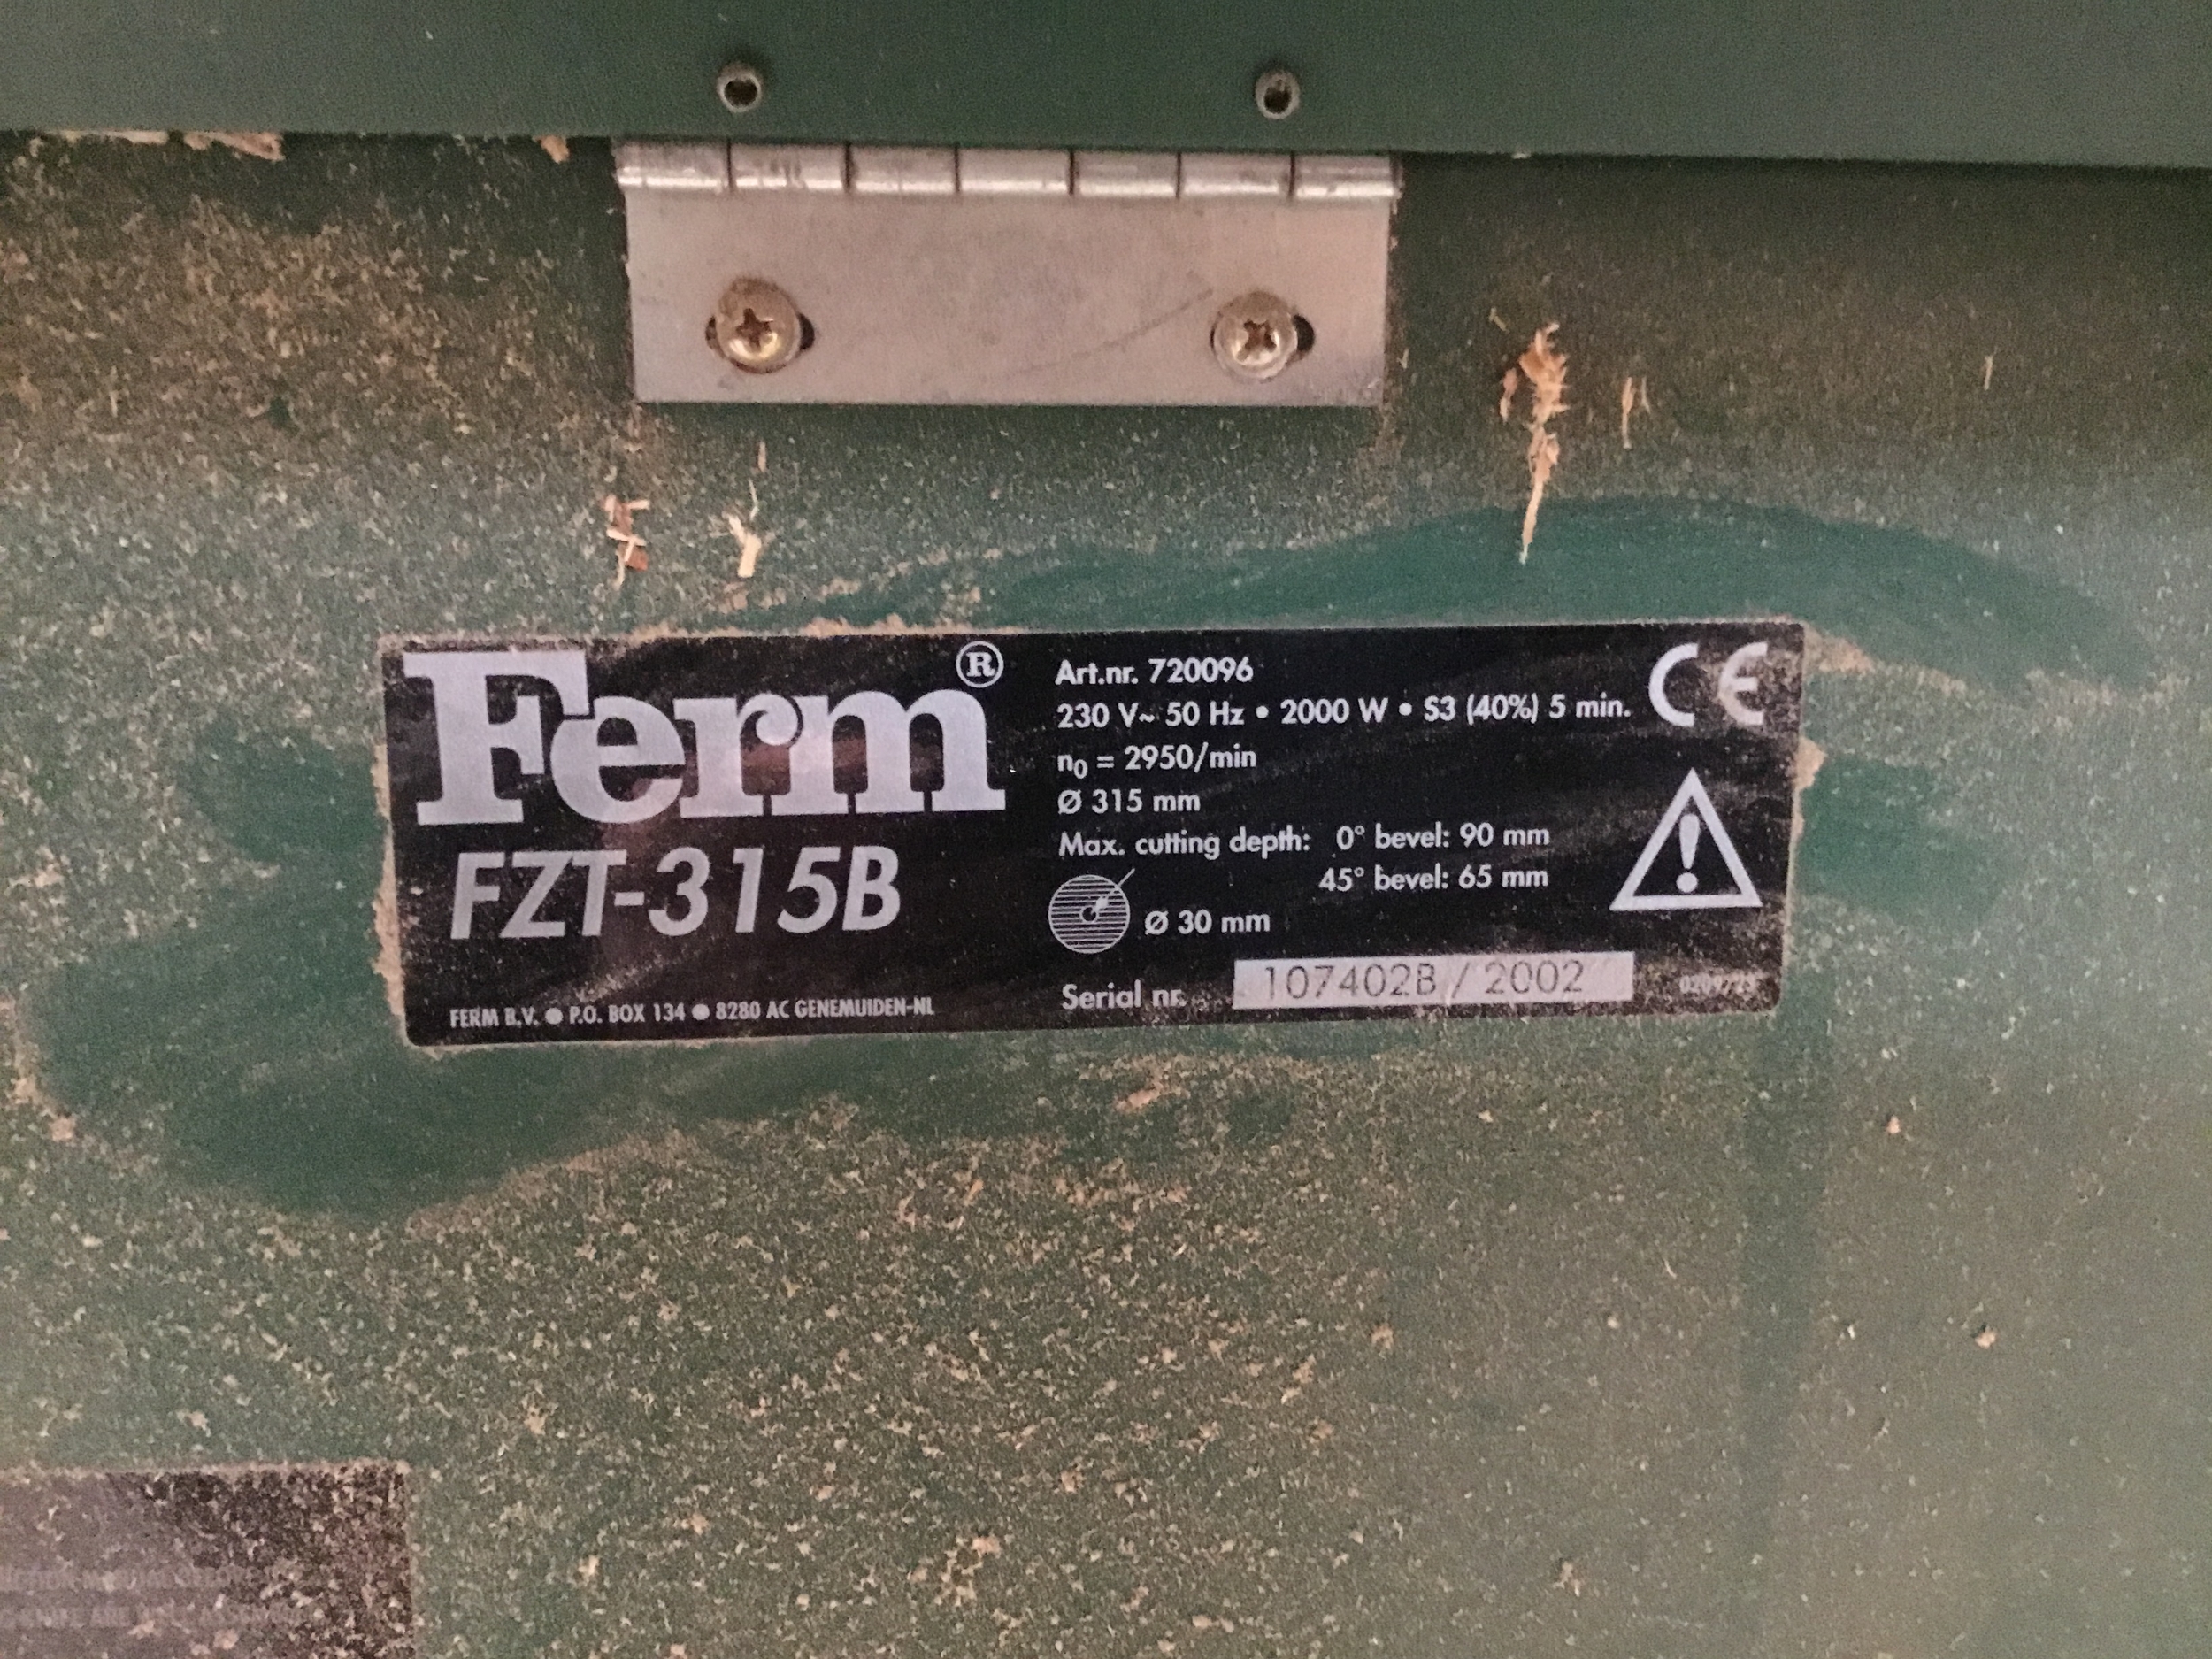 Ferm®
FZT-315B
FERM B.V. ● P.O. BOX 134 ● 8280 AC GENEMUIDEN-NL
Art.nr. 720096
230 V~ 50 Hz • 2000 W • S3 (40%) 5 min.
n0 = 2950/min
Ø 315 mm
Max. cutting depth: 0° bevel: 90 mm
45° bevel: 65 mm
Ø 30 mm
Serial nr. 107402B / 2002
CE